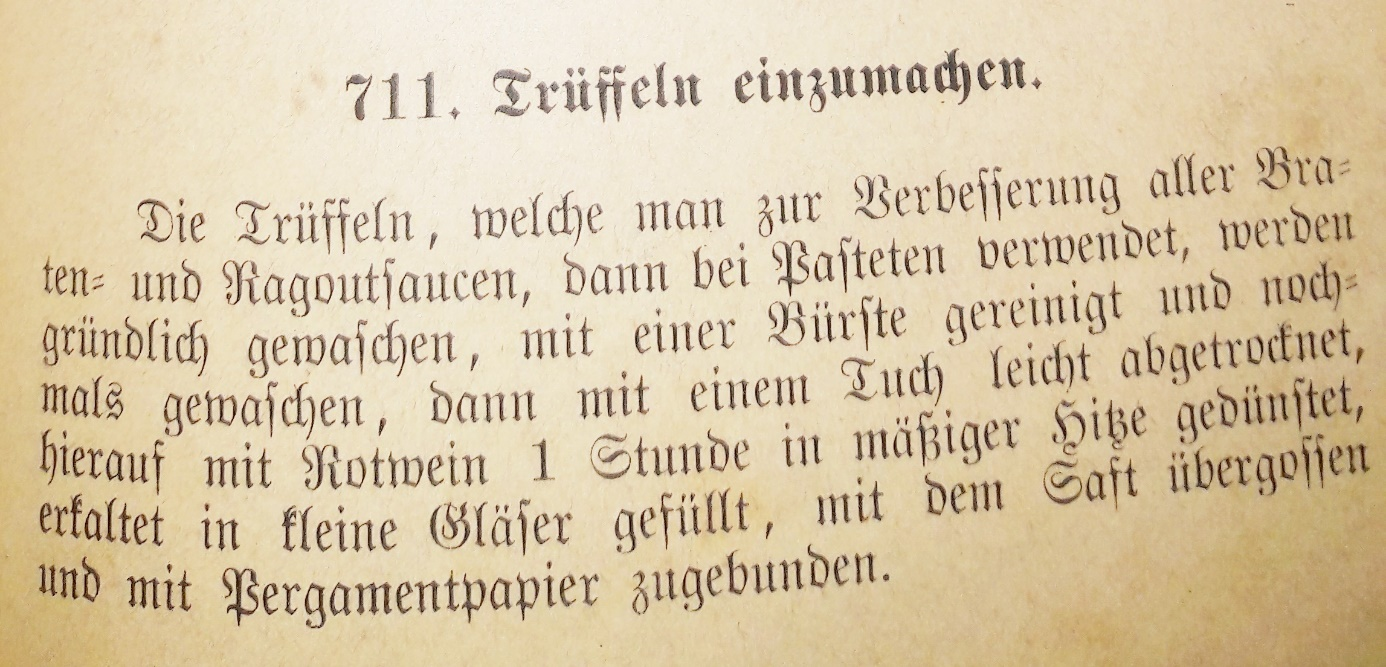 711. Trüffeln einzumachen.
Die Trüffeln, welche man zur Verbesserung aller Bra-
ten- und Ragoutsaucen, dann bei Pasteten verwendet, werden
gründlich gewaschen, mit einer Bürste gereinigt und noch-
mals gewaschen, dann mit einem Tuch leicht abgetrocknet,
hierauf mit Rotwein 1 Stunde in mäßiger Hitze gedünstet,
erkaltet in kleine Gläser gefüllt, mit dem Saft übergossen
und mit Pergamentpapier zugebunden.